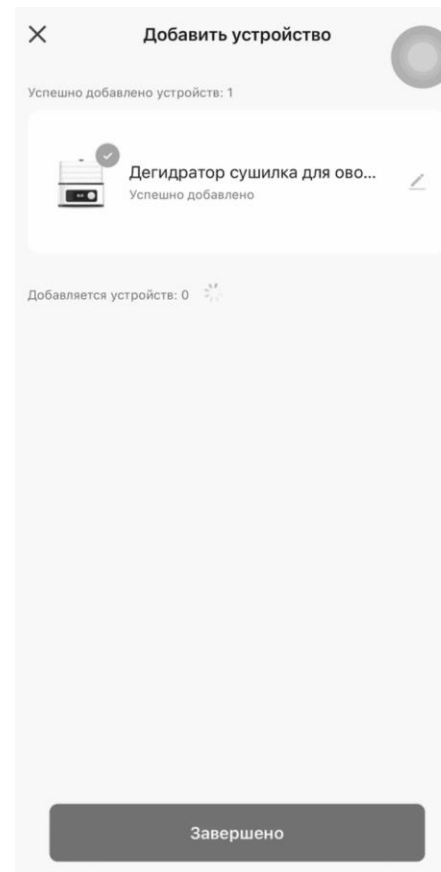 Добавить устройство
Успешно добавлено устройств: 1
Дегидратор сушилка для ово...
Успешно добавлено
Добавляется устройств: 0
Завершено